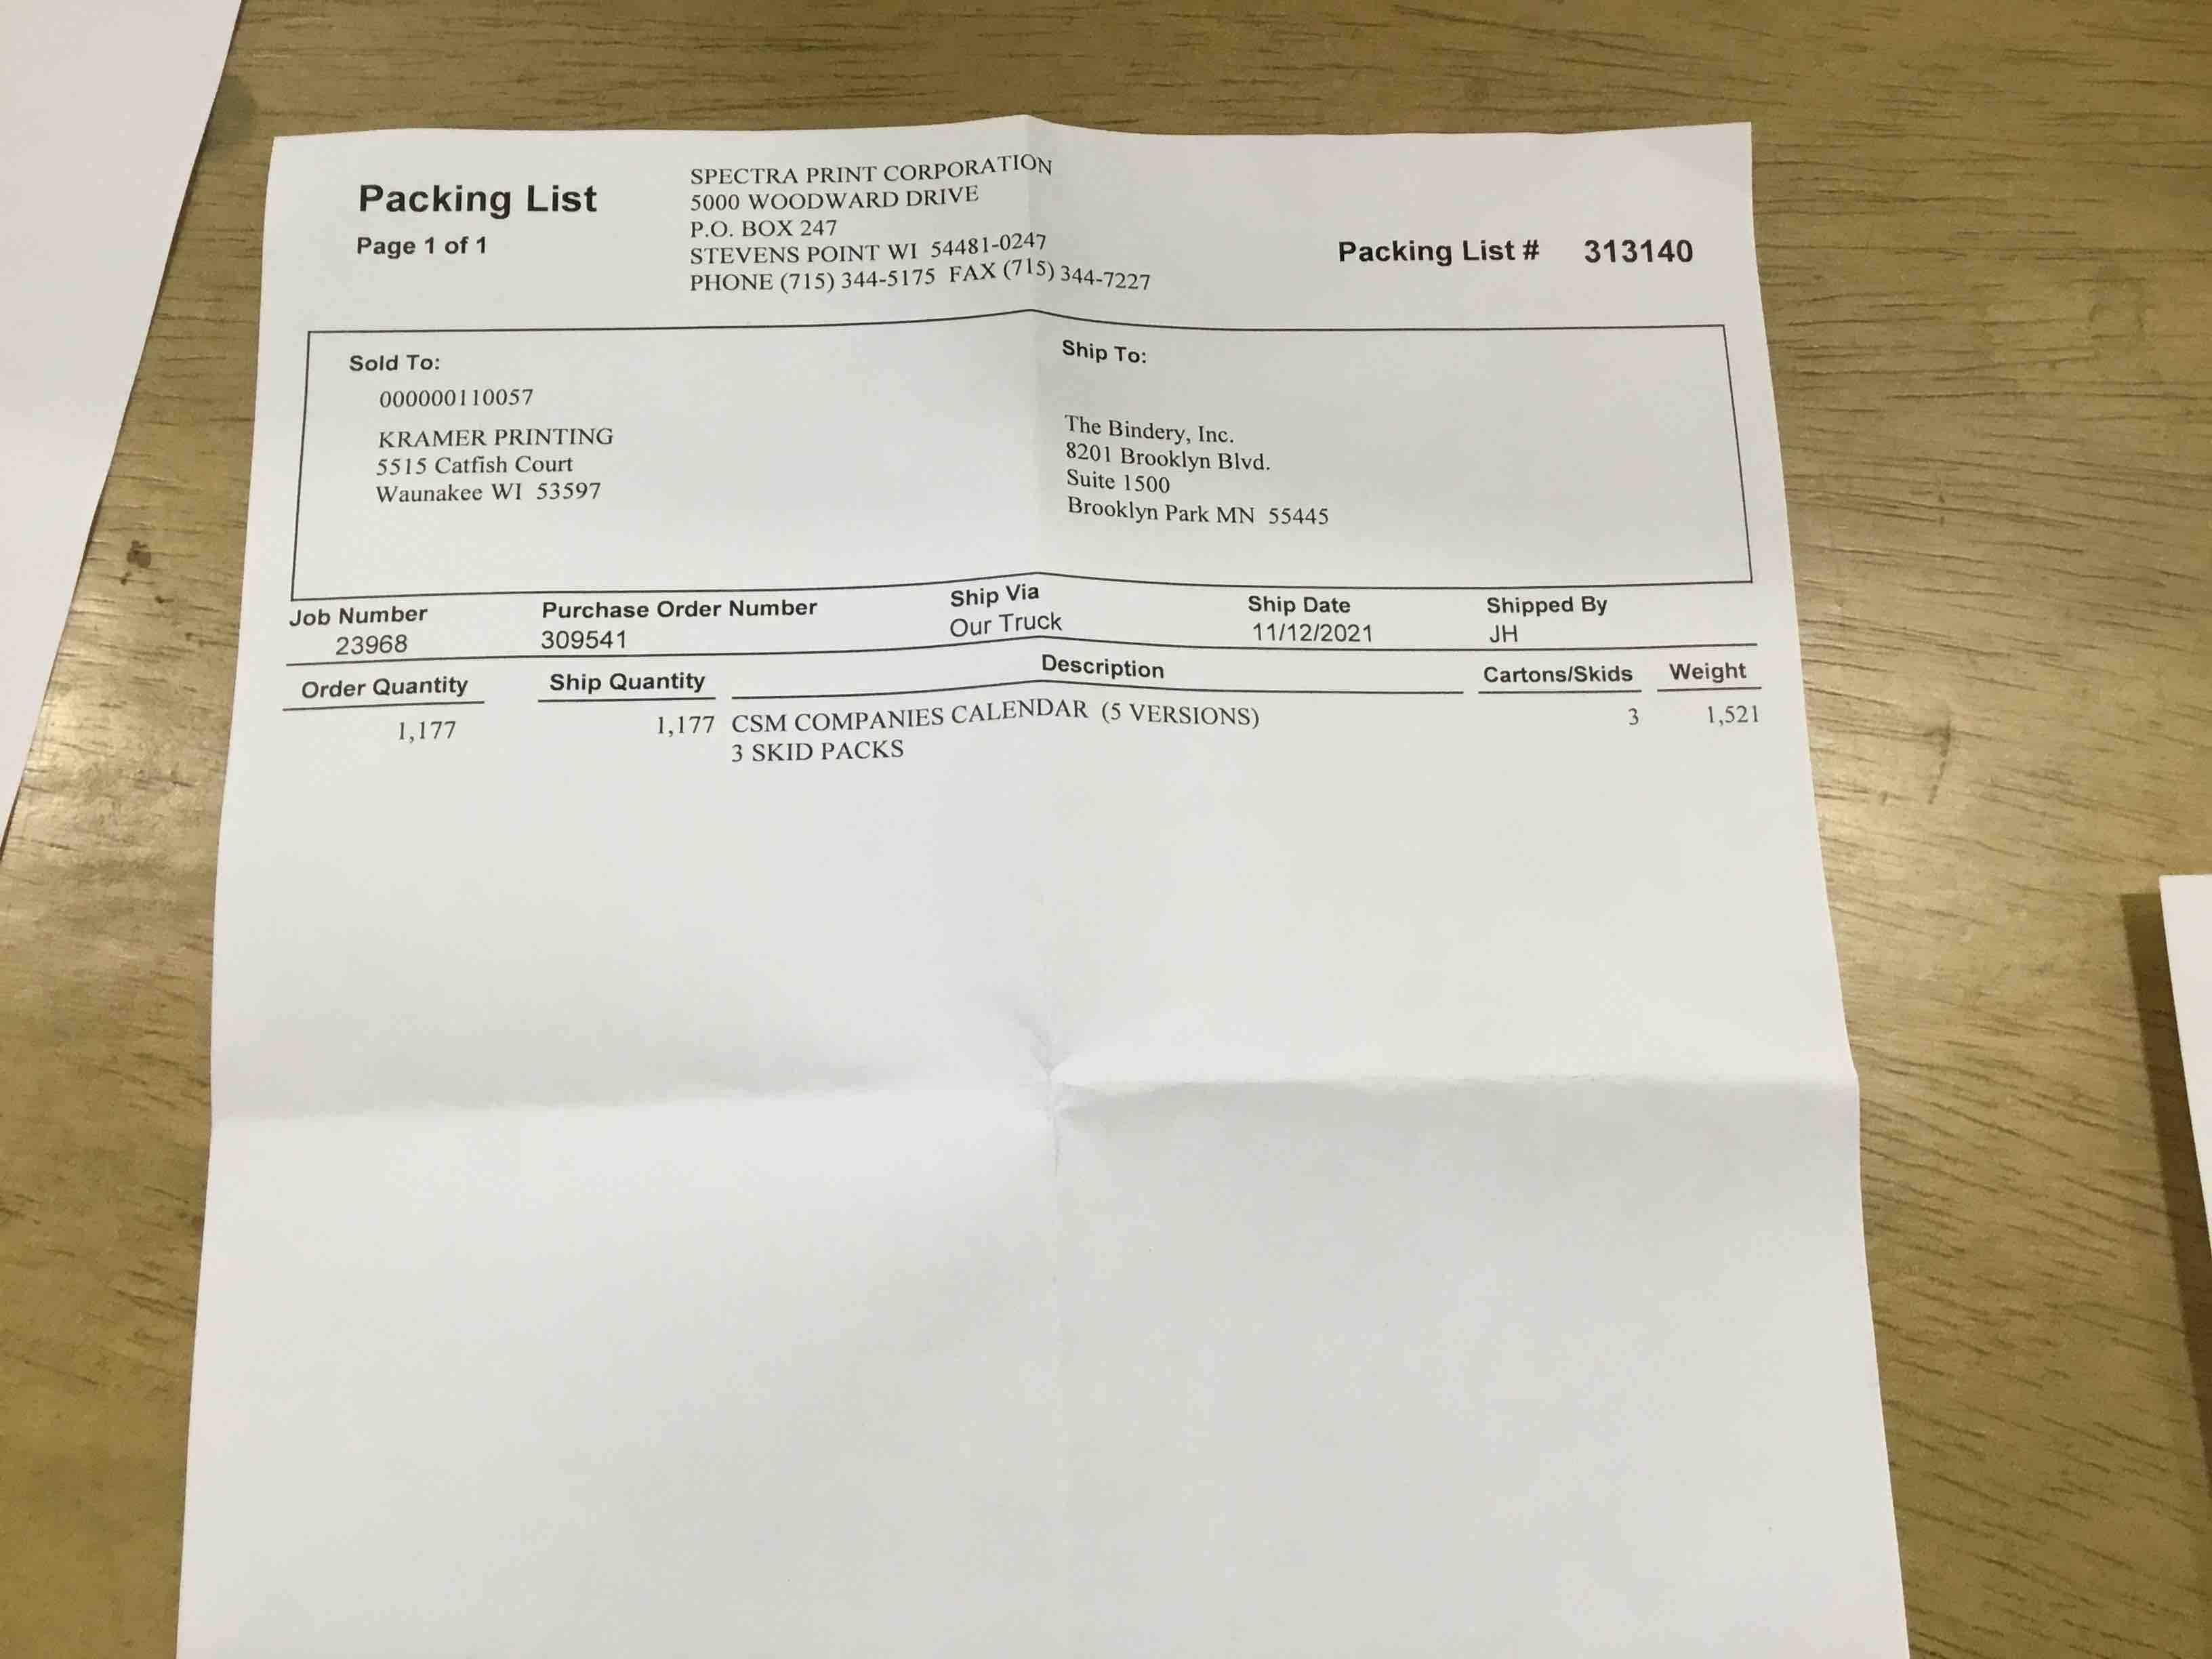 Packing List
Page 1 of 1
SPECTRA PRINT CORPORATION
5000 WOODWARD DRIVE
P.O. BOX 247
STEVENS POINT WI 54481-0247
PHONE (715) 344-5175 FAX (715) 344-7227
Packing List # 313140
Sold To:
000000110057
KRAMER PRINTING
5515 Catfish Court
Waunakee WI 53597
Ship To:
The Bindery, Inc.
8201 Brooklyn Blvd.
Suite 1500
Brooklyn Park MN 55445
Job Number Purchase Order Number Ship Via Ship Date Shipped By
23968 309541 Our Truck 11/12/2021 JH
Order Quantity Ship Quantity Description Cartons/Skids Weight
1,177 1,177 CSM COMPANIES CALENDAR (5 VERSIONS) 3 1,521
3 SKID PACKS